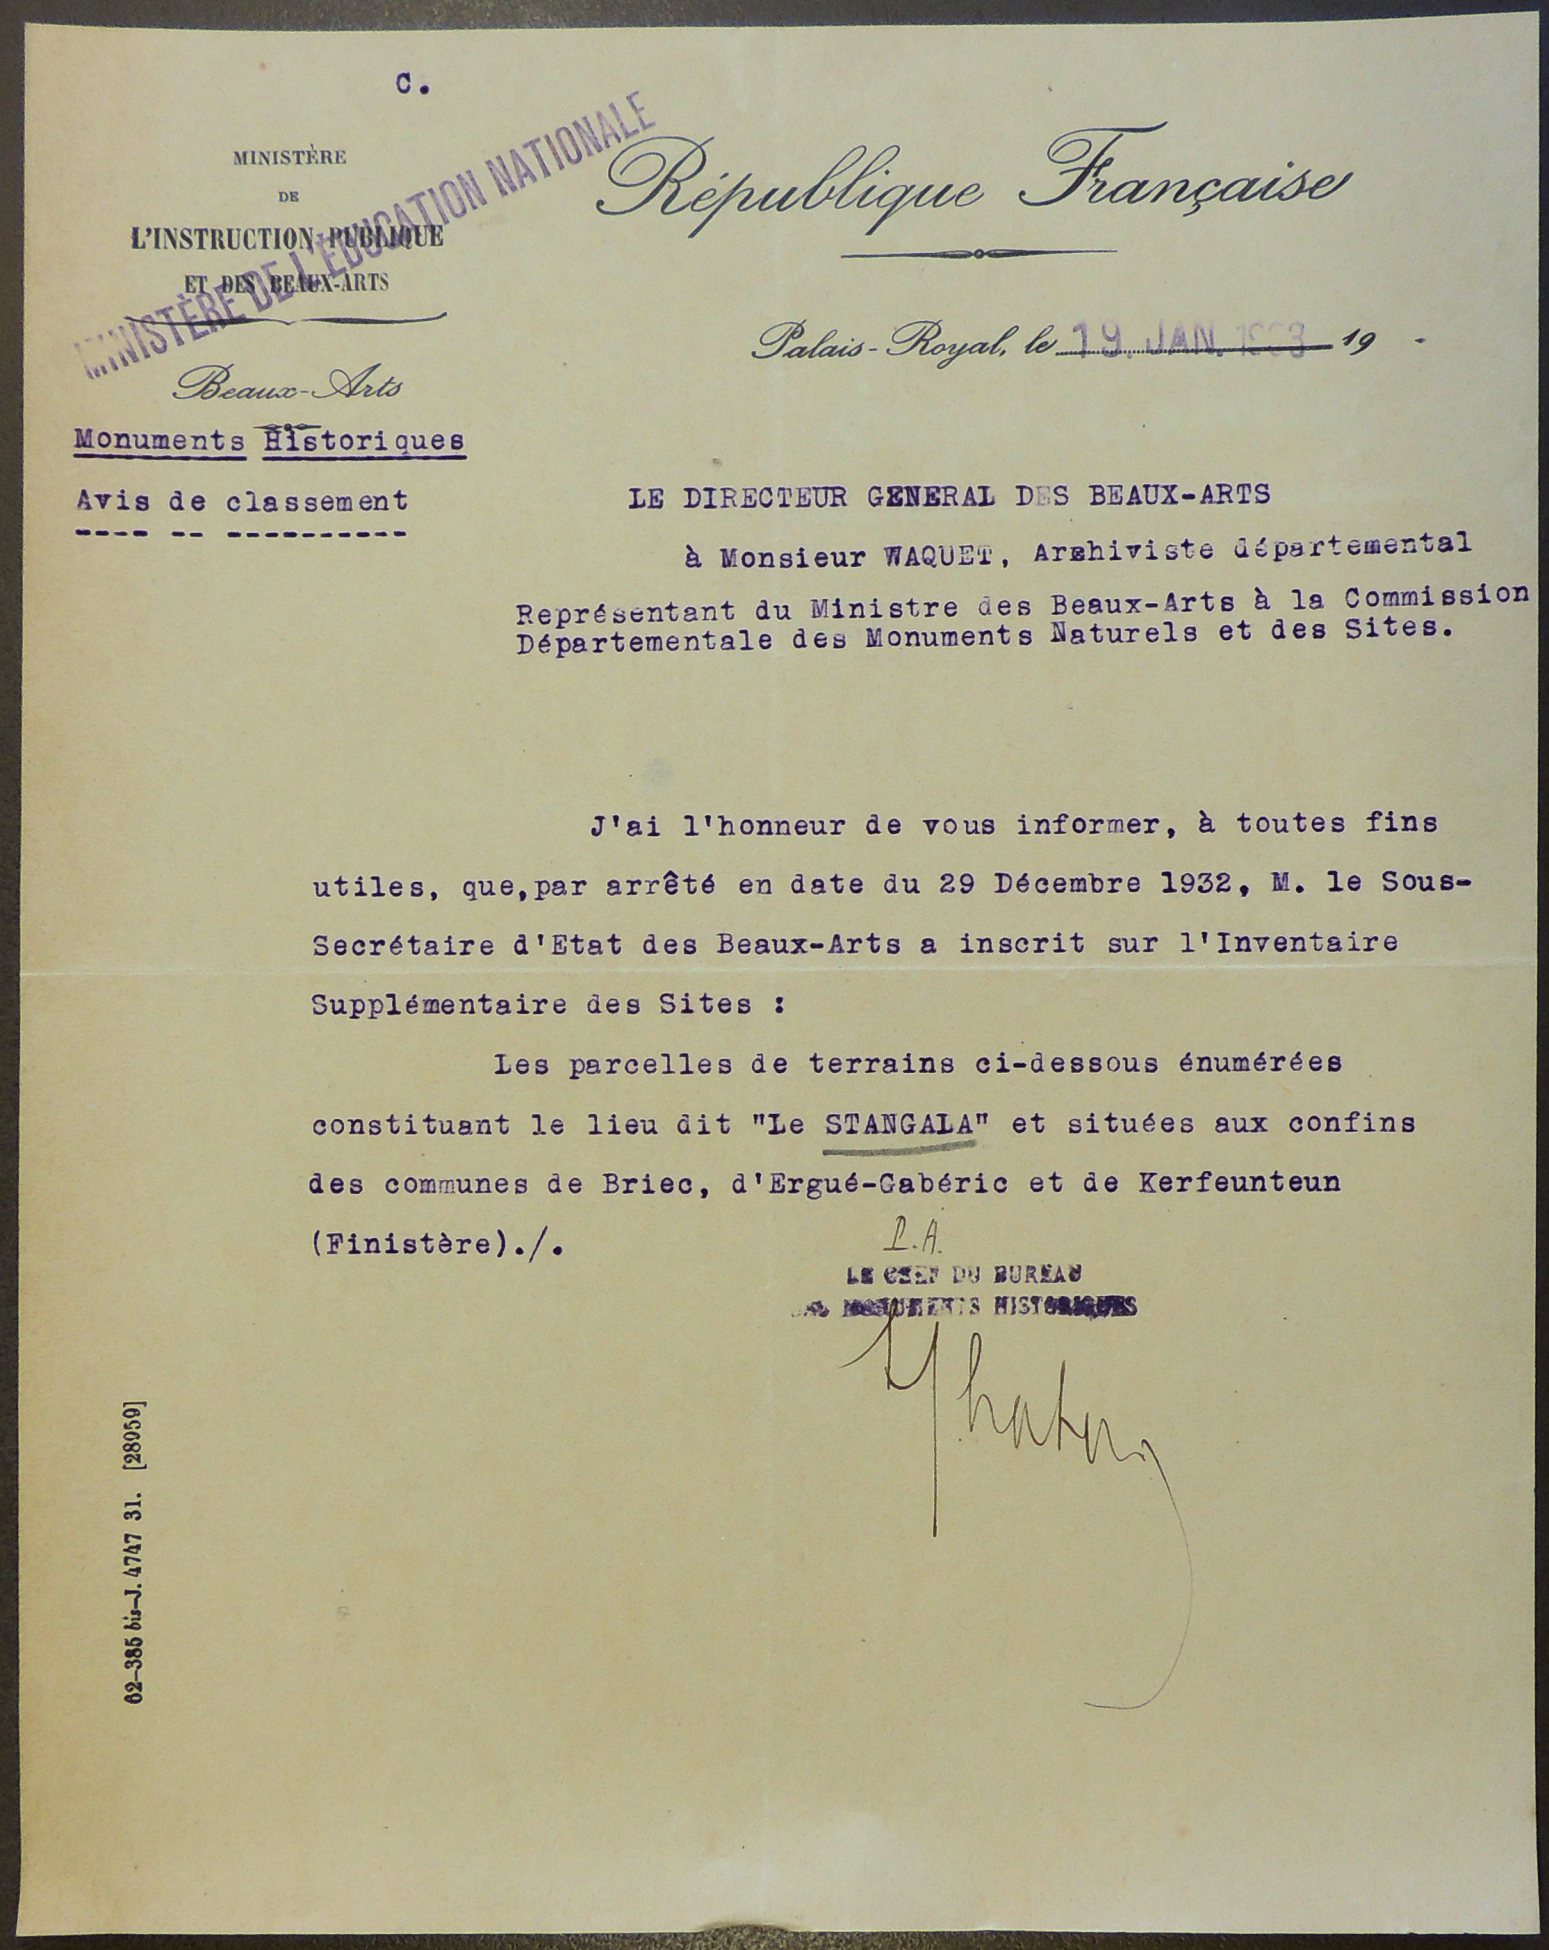 C.
MINISTÈRE
DE
L'INSTRUCTION PUBLIQUE
ET DES BEAUX-ARTS
MINISTÈRE DE L'ÉDUCATION NATIONALE
Beaux-Arts
Monuments Historiques
Avis de classement
République Française
Palais-Royal, le 19. JAN. 1933 19
LE DIRECTEUR GENERAL DES BEAUX-ARTS
à Monsieur WAQUET, Archiviste départemental
Représentant du Ministre des Beaux-Arts à la Commission
Départementale des Monuments Naturels et des Sites.
J'ai l'honneur de vous informer, à toutes fins
utiles, que,par arrêté en date du 29 Décembre 1932, M. le Sous-
Secrétaire d'Etat des Beaux-Arts a inscrit sur l'Inventaire
Supplémentaire des Sites :
Les parcelles de terrains ci-dessous énumérées
constituant le lieu dit "Le STANGALA" et situées aux confins
des communes de Briec, d'Ergué-Gabéric et de Kerfeunteun
(Finistère)./.
P.A.
LE CHEF DU BUREAU
MONUMENTS HISTORIQUES
62-385 bis-J. 4747 31. [28059]